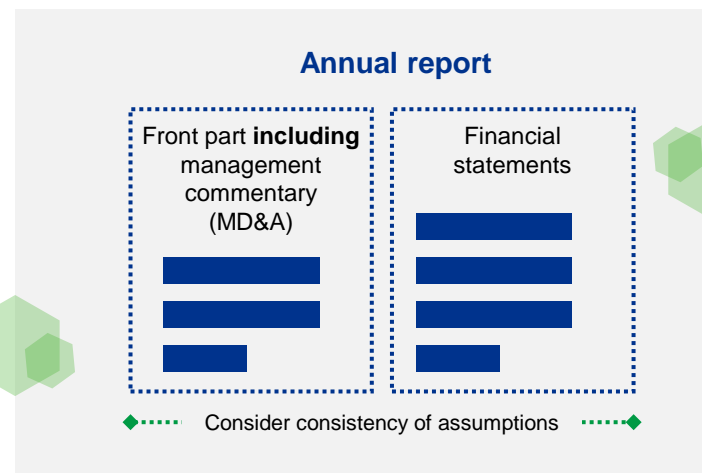 Annual report
Front part including
management
commentary
(MD&A)
Financial
statements
Consider consistency of assumptions